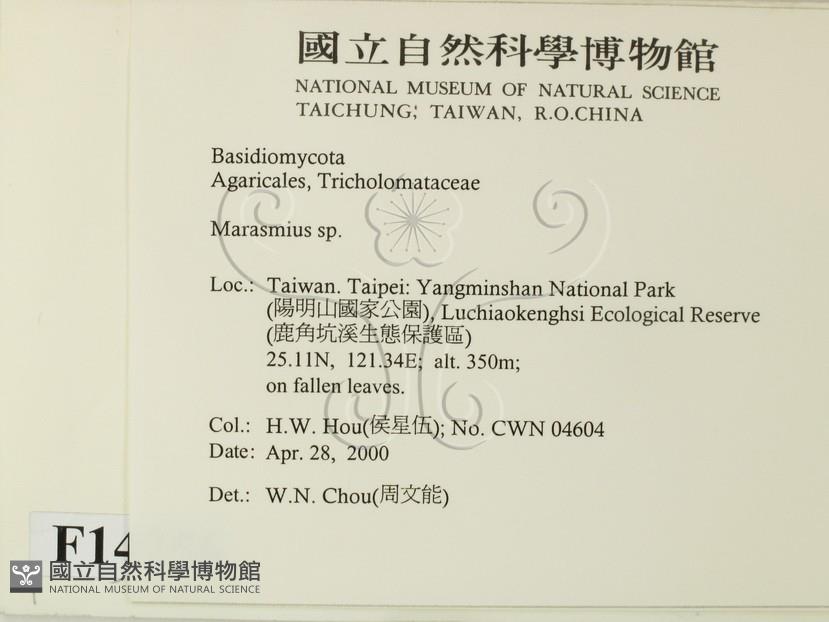 國立自然科學博物館
NATIONAL MUSEUM OF NATURAL SCIENCE
TAICHUNG; TAIWAN, R.O.CHINA
Basidiomycota
Agaricales, Tricholomataceae
Marasmius sp.
Loc.: Taiwan. Taipei: Yangminshan National Park
(陽明山國家公園), Luchiaokenghsi Ecological Reserve
(鹿角坑溪生態保護區)
25.11N, 121.34E; alt. 350m;
on fallen leaves.
Col.: H.W. Hou(侯星伍); No. CWN 04604
Date: Apr. 28, 2000
Det.: W.N. Chou(周文能)
F14
國立自然科學博物館
NATIONAL MUSEUM OF NATURAL SCIENCE